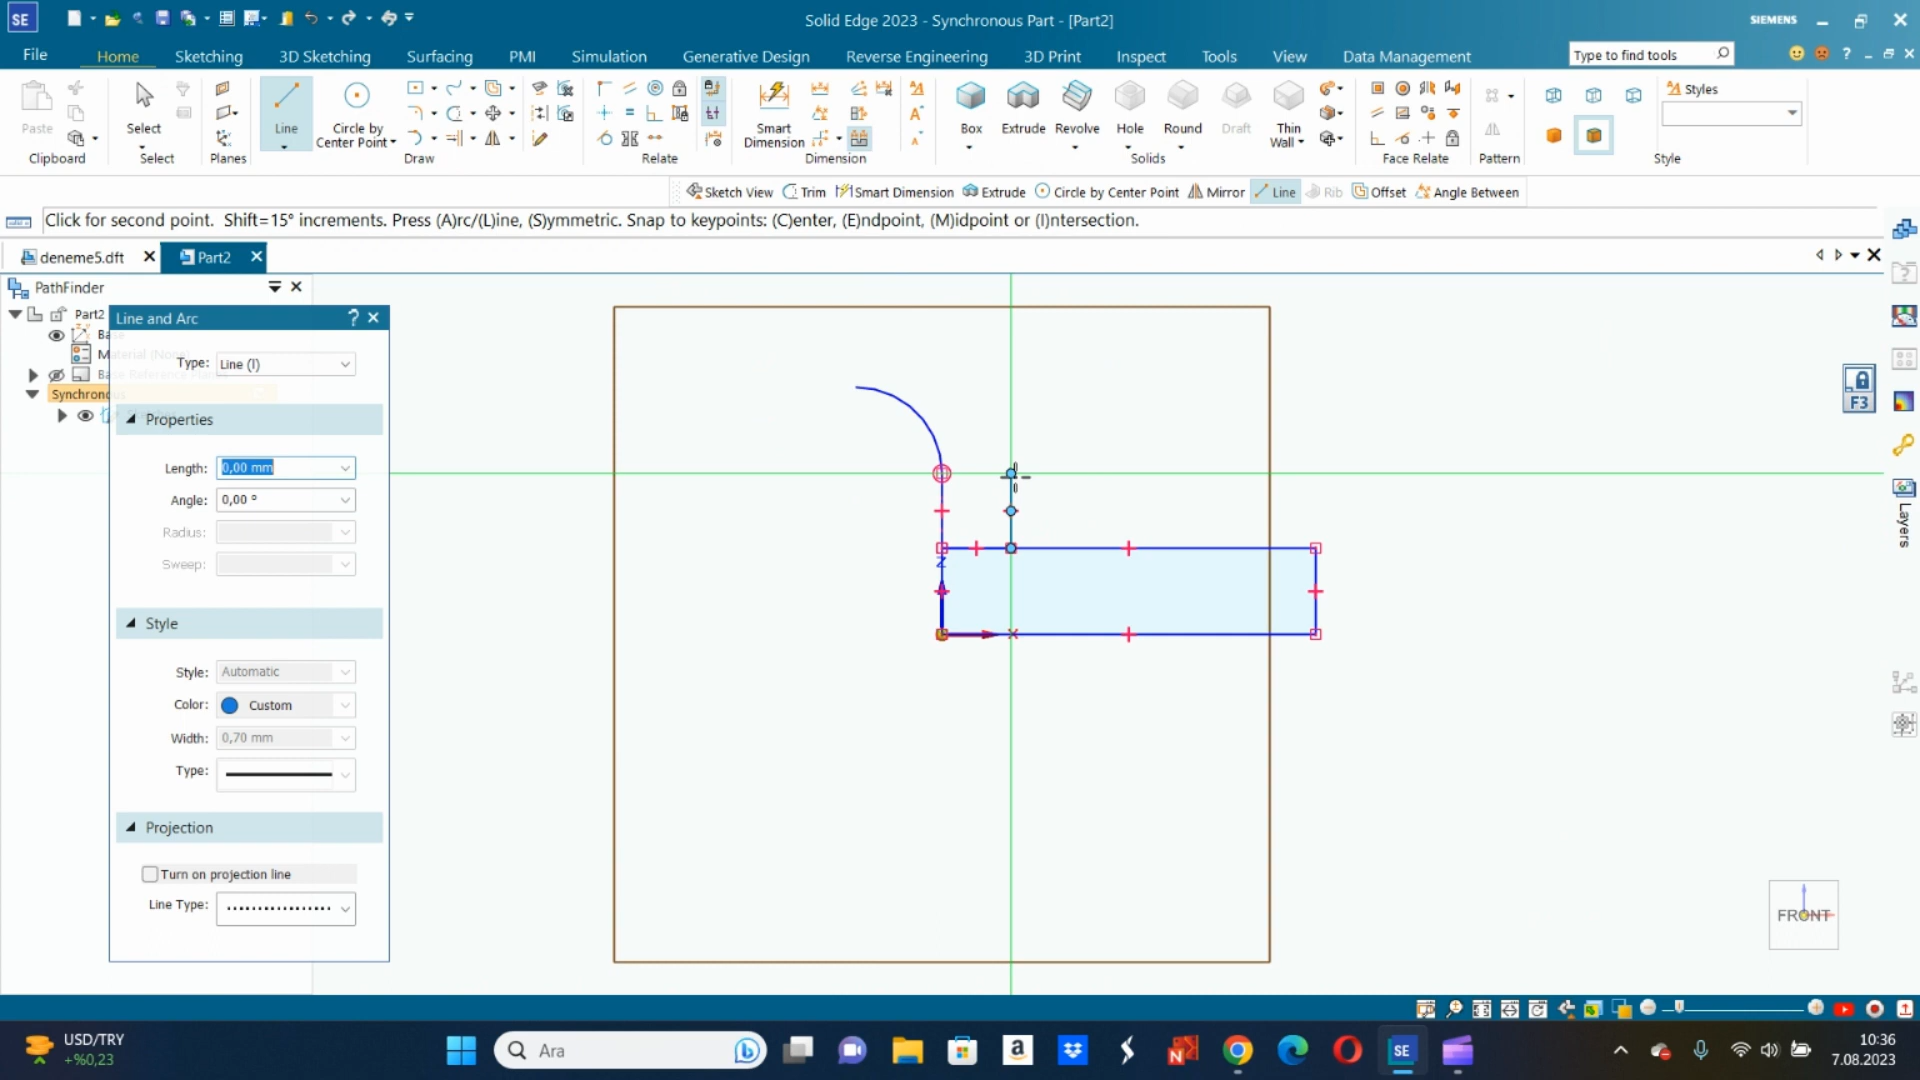 SE
Solid Edge 2023 - Synchronous Part - [Part2]
SIEMENS
File Home Sketching 3D Sketching Surfacing PMI Simulation Generative Design Reverse Engineering 3D Print Inspect Tools View Data Management
Type to find tools
Paste
Clipboard
Select
Select
Planes
Line
Circle by
Center Point
Draw
Relate
Smart
Dimension
Dimension
Box Extrude Revolve Hole Round Draft Thin
Wall
Solids
Face Relate
Pattern
Styles
Style
Sketch View Trim Smart Dimension Extrude Circle by Center Point Mirror Line Rib Offset Angle Between
Click for second point. Shift=15° increments. Press (A)rc/(L)ine, (S)ymmetric. Snap to keypoints: (C)enter, (E)ndpoint, (M)idpoint or (I)ntersection.
deneme5.dft
Part2
PathFinder
Part2
Synchron
Line and Arc
Type: Line (l)
Properties
Length: 0,00 mm
Angle: 0,00 °
Radius:
Sweep:
Style
Style: Automatic
Color: Custom
Width: 0,70 mm
Type:
Projection
Turn on projection line
Line Type:
F3
Layers
Z
x
FRONT
USD/TRY
+%0,23
Ara
a
N
SE
10:36
7.08.2023